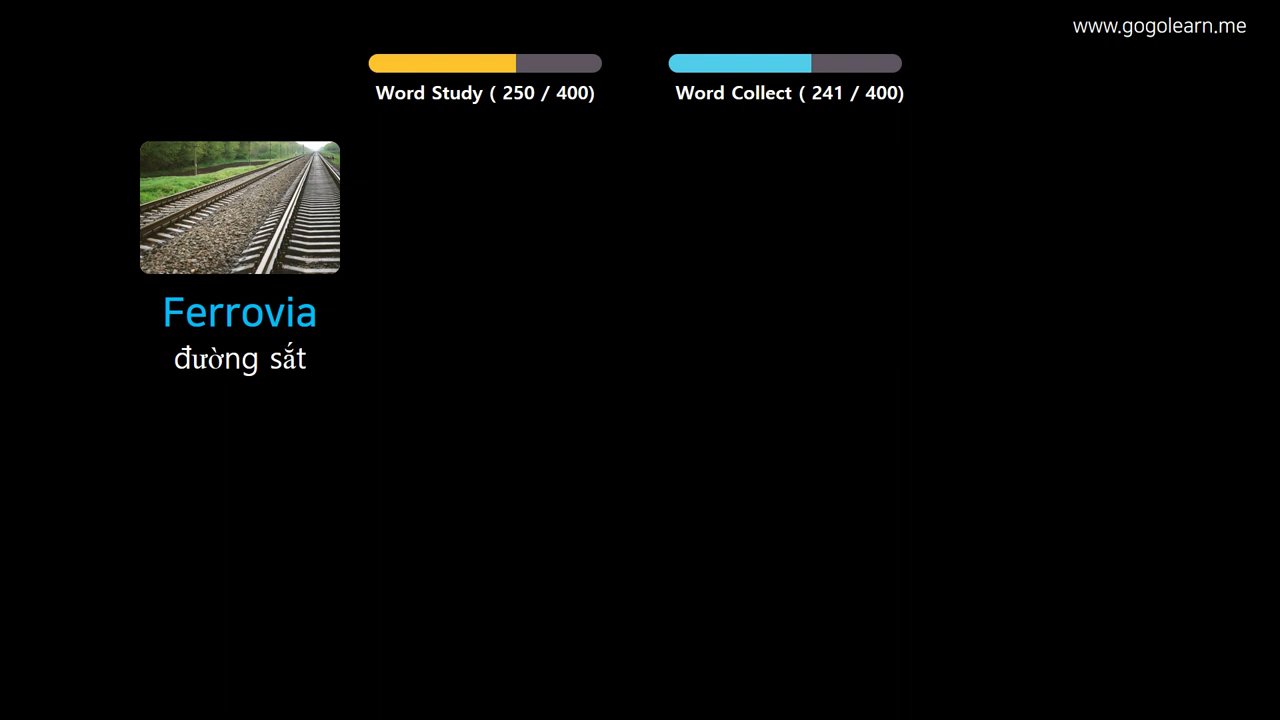 www.gogolearn.me
Word Study ( 250 / 400)
Word Collect ( 241 / 400)
Ferrovia
đường sắt